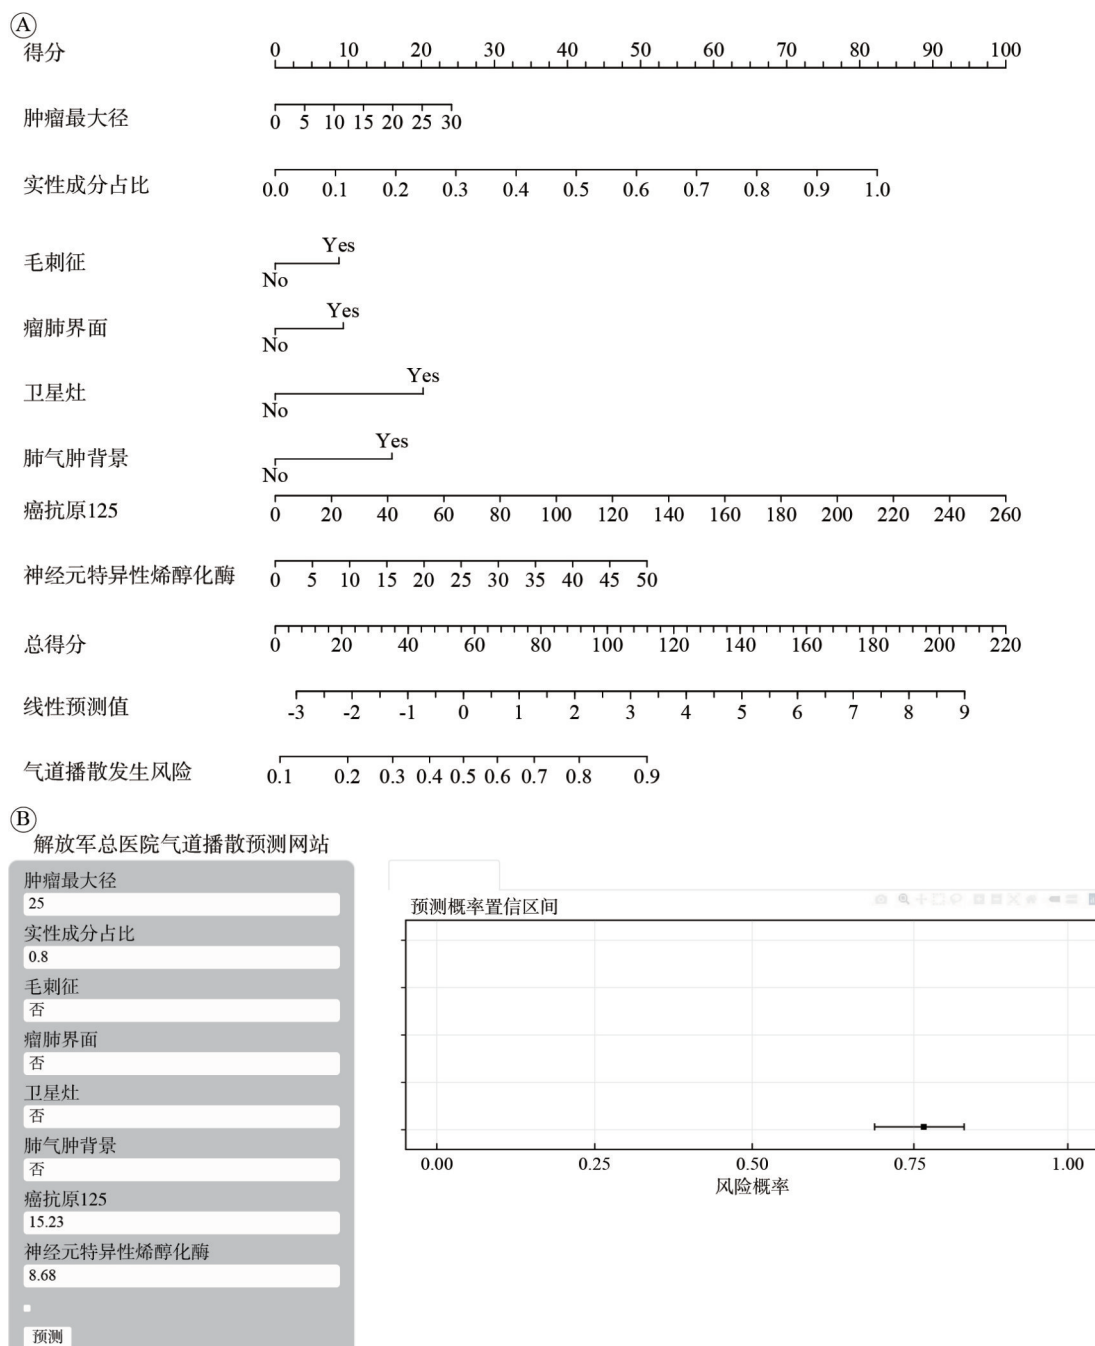 Ⓐ
得分 0 10 20 30 40 50 60 70 80 90 100
肿瘤最大径 0 5 10 15 20 25 30
实性成分占比 0.0 0.1 0.2 0.3 0.4 0.5 0.6 0.7 0.8 0.9 1.0
Yes
毛刺征
No
Yes
瘤肺界面
No
Yes
卫星灶
No
Yes
肺气肿背景
No
癌抗原125 0 20 40 60 80 100 120 140 160 180 200 220 240 260
神经元特异性烯醇化酶 0 5 10 15 20 25 30 35 40 45 50
总得分 0 20 40 60 80 100 120 140 160 180 200 220
线性预测值 -3 -2 -1 0 1 2 3 4 5 6 7 8 9
气道播散发生风险 0.1 0.2 0.3 0.4 0.5 0.6 0.7 0.8 0.9
Ⓑ
解放军总医院气道播散预测网站
肿瘤最大径
25
实性成分占比
0.8
毛刺征
否
瘤肺界面
否
卫星灶
否
肺气肿背景
否
癌抗原125
15.23
神经元特异性烯醇化酶
8.68
预测
预测概率置信区间
0.00 0.25 0.50 0.75 1.00
风险概率